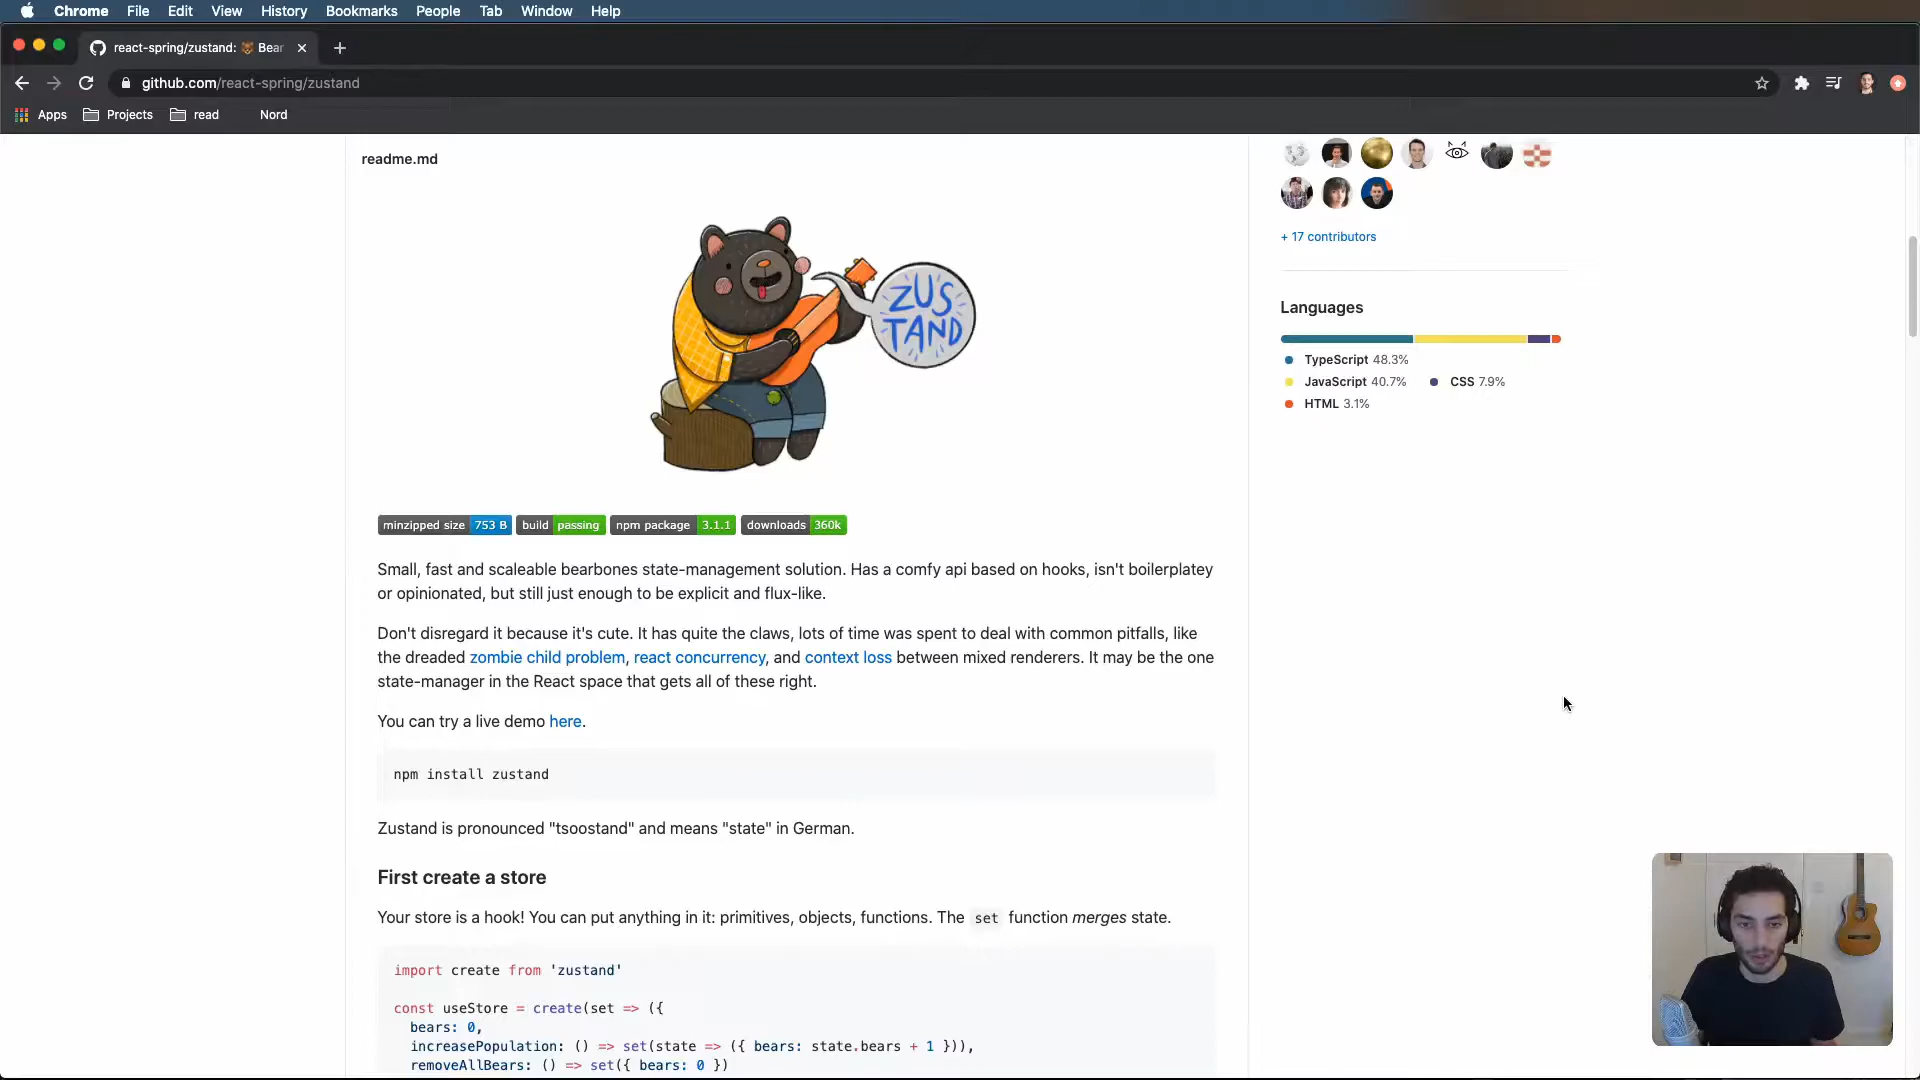 Chrome File Edit View History Bookmarks People Tab Window Help
react-spring/zustand: 🐻 Bear
github.com/react-spring/zustand
Apps Projects read Nord
readme.md
ZUS
TAND
+ 17 contributors
Languages
TypeScript 48.3%
JavaScript 40.7% CSS 7.9%
HTML 3.1%
minzipped size 753 B build passing npm package 3.1.1 downloads 360k
Small, fast and scaleable bearbones state-management solution. Has a comfy api based on hooks, isn't boilerplatey
or opinionated, but still just enough to be explicit and flux-like.
Don't disregard it because it's cute. It has quite the claws, lots of time was spent to deal with common pitfalls, like
the dreaded zombie child problem, react concurrency, and context loss between mixed renderers. It may be the one
state-manager in the React space that gets all of these right.
You can try a live demo here.
npm install zustand
Zustand is pronounced "tsoostand" and means "state" in German.
First create a store
Your store is a hook! You can put anything in it: primitives, objects, functions. The set function merges state.
import create from 'zustand'
const useStore = create(set => ({
bears: 0,
increasePopulation: () => set(state => ({ bears: state.bears + 1 })),
removeAllBears: () => set({ bears: 0 })